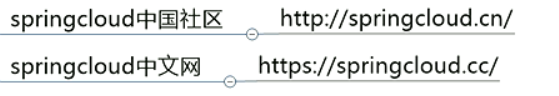 springcloud中国社区 http://springcloud.cn/
springcloud中文网 https://springcloud.cc/